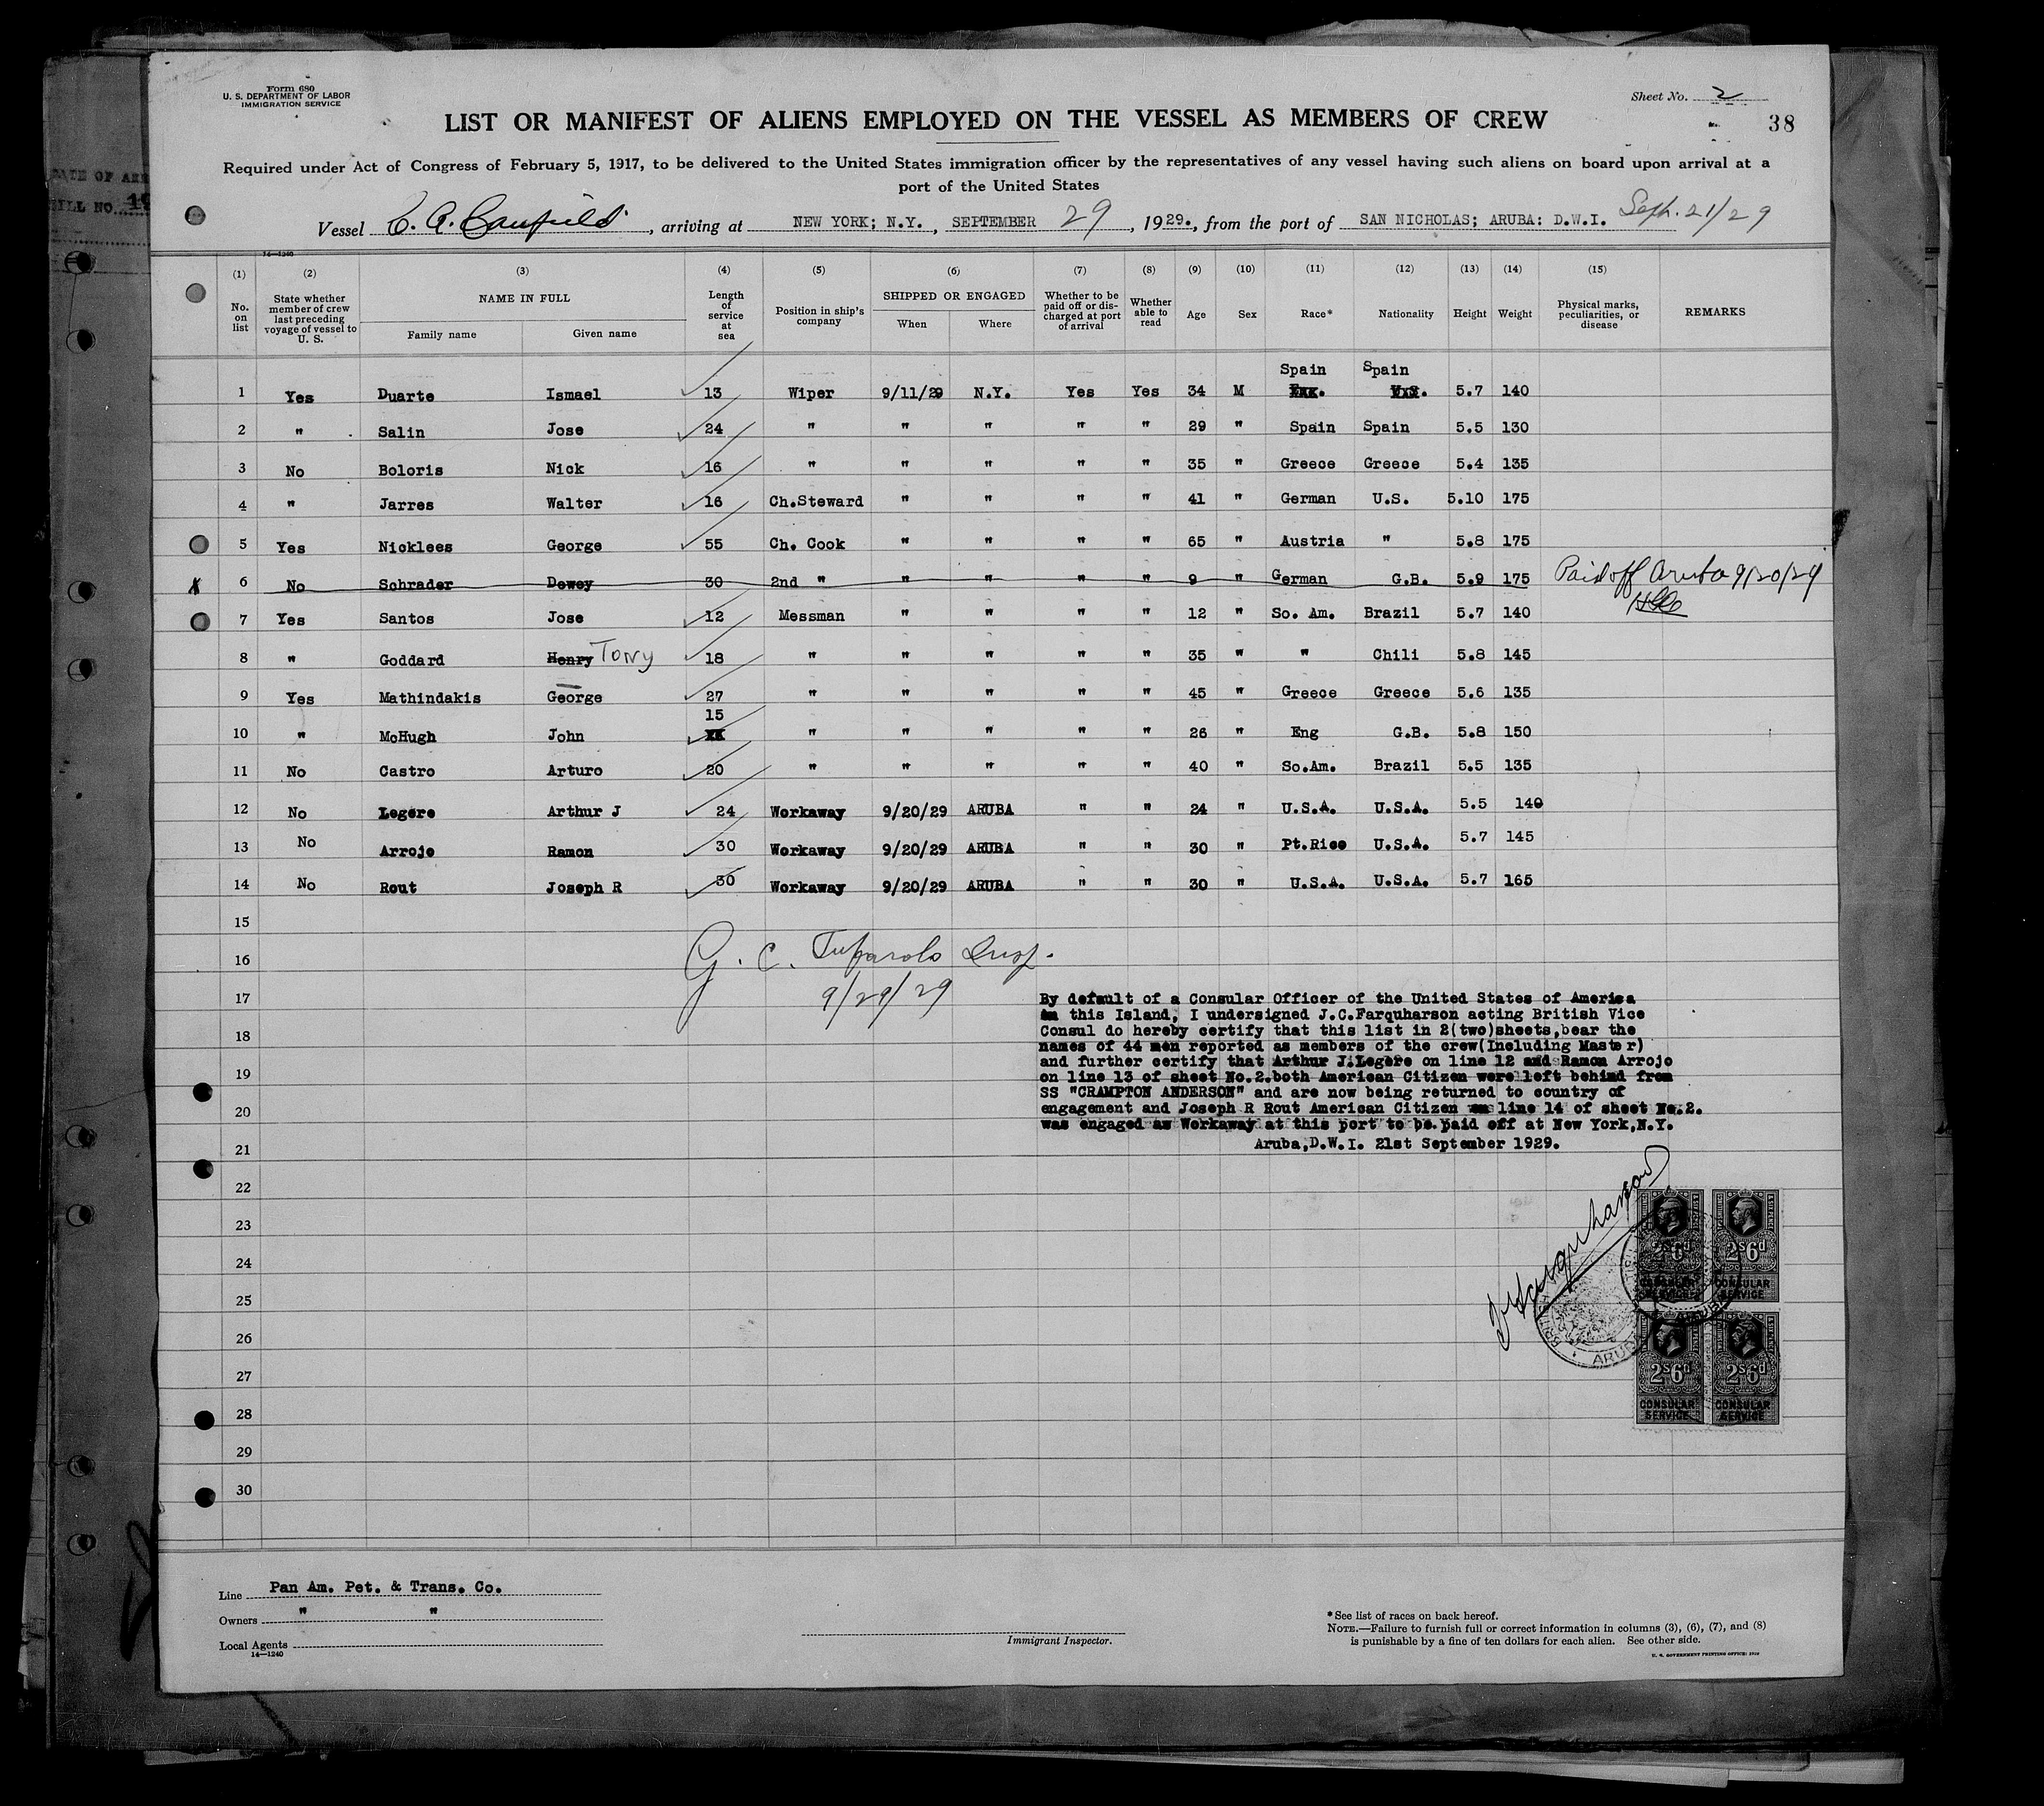 Form 680
U. S. DEPARTMENT OF LABOR
IMMIGRATION SERVICE
Sheet No. 2
38
LIST OR MANIFEST OF ALIENS EMPLOYED ON THE VESSEL AS MEMBERS OF CREW
Required under Act of Congress of February 5, 1917, to be delivered to the United States immigration officer by the representatives of any vessel having such aliens on board upon arrival at a
port of the United States
Vessel C. A. Canfield, arriving at NEW YORK; N.Y., SEPTEMBER 29, 1929., from the port of SAN NICHOLAS; ARUBA: D.W.I. Sept. 21/29
14—1240
(1) (2) (3) (4) (5) (6) (7) (8) (9) (10) (11) (12) (13) (14) (15)
No. on list | State whether member of crew last preceding voyage of vessel to U. S. | NAME IN FULL | Family name | Given name | Length of service at sea | Position in ship's company | SHIPPED OR ENGAGED | When | Where | Whether to be paid off or discharged at port of arrival | Whether able to read | Age | Sex | Race* | Nationality | Height | Weight | Physical marks, peculiarities, or disease | REMARKS
Spain Spain
1 Yes Duarte Ismael 13 Wiper 9/11/29 N.Y. Yes Yes 34 M 5.7 140
2 " Salin Jose 24 " " " " " 29 " Spain Spain 5.5 130
3 No Boloris Nick 16 " " " " " 35 " Greece Greece 5.4 135
4 " Jarres Walter 16 Ch.Steward " " " " 41 " German U.S. 5.10 175
5 Yes Nicklees George 55 Ch. Cook " " " " 65 " Austria " 5.8 175
6 No Schrader Dewey 30 2nd " " " " " 9 " German G.B. 5.9 175 Paid off Aruba 9/20/29
7 Yes Santos Jose 12 Messman " " " " 12 " So. Am. Brazil 5.7 140
8 " Goddard Henry Tony 18 " " " " " 35 " " Chili 5.8 145
9 Yes Mathindakis George 27 " " " " " 45 " Greece Greece 5.6 135
15
10 " McHugh John " " " " " 26 " Eng G.B. 5.8 150
11 No Castro Arturo 20 " " " " " 40 " So.Am. Brazil 5.5 135
12 No Legere Arthur J 24 Workaway 9/20/29 ARUBA " " 24 " U.S.A. U.S.A. 5.5 140
13 No Arrojo Ramon 30 Workaway 9/20/29 ARUBA " " 30 " Pt.Rico U.S.A. 5.7 145
14 No Rout Joseph R 30 Workaway 9/20/29 ARUBA " " 30 " U.S.A. U.S.A. 5.7 165
15
16
G. C. Insp.
17
9/29/29
By default of a Consular Officer of the United States of America
in this Island, I undersigned J.C.Farquharson acting British Vice
18
Consul do hereby certify that this list in 2(two)sheets,bear the
names of 44 men reported as members of the crew(Including Master)
19
and further certify that Arthur J.Legere on line 12 and Ramon Arrojo
on line 13 of sheet No.2.both American Citizen were left behind from
20
SS "CRAMPTON ANDERSON" and are now being returned to country of
engagement and Joseph R Rout American Citizen on line 14 of sheet No.2.
was engaged as Workaway at this port to be paid off at New York,N.Y.
21
Aruba,D.W.I. 21st September 1929.
22
23
24
25
26
27
28
29
30
J Farquharson
2s6d 2s6d
CONSULAR SERVICE CONSULAR SERVICE
2s6d 2s6d
CONSULAR SERVICE CONSULAR SERVICE
ARUBA
Line Pan Am. Pet. & Trans. Co.
Owners " "
Local Agents
14—1240
Immigrant Inspector.
*See list of races on back hereof.
NOTE.—Failure to furnish full or correct information in columns (3), (6), (7), and (8)
is punishable by a fine of ten dollars for each alien. See other side.
U. S. GOVERNMENT PRINTING OFFICE: 1929